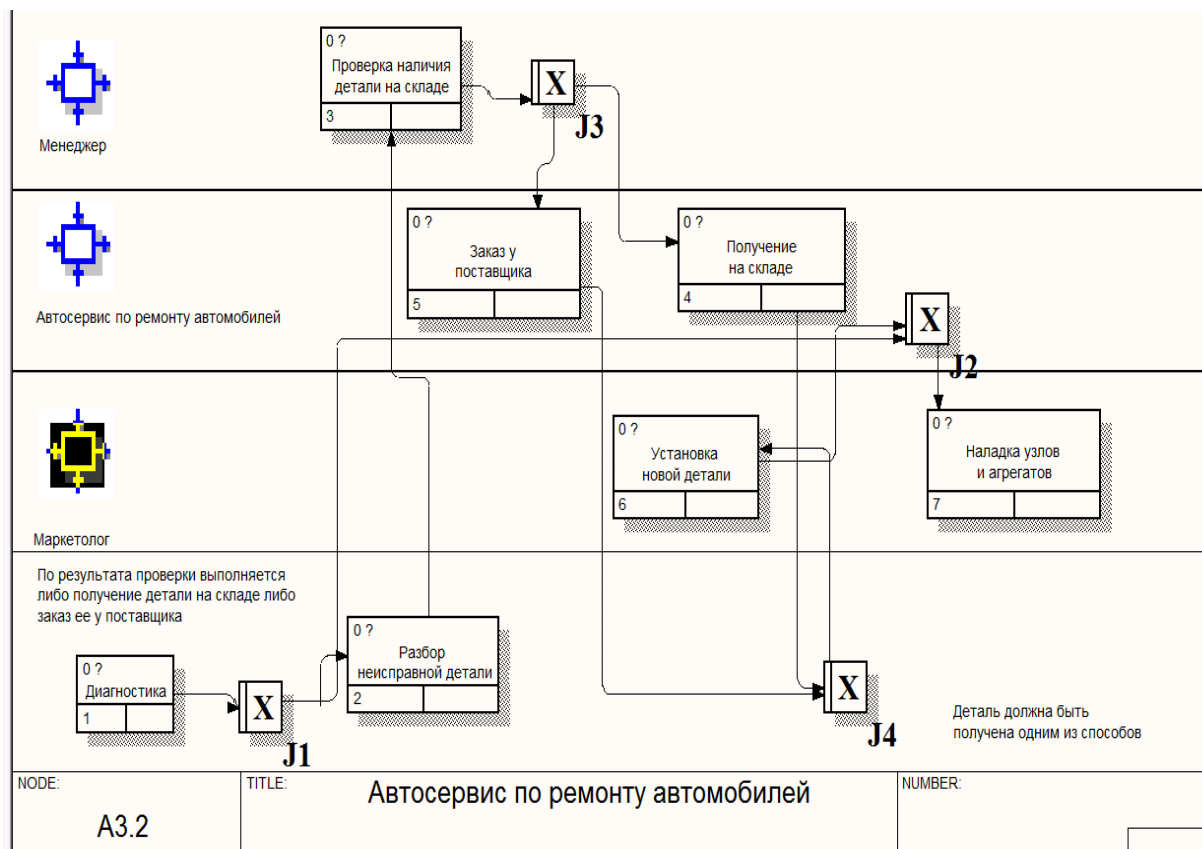 0 ?
Проверка наличия
детали на складе
3
X
J3
Менеджер
0 ?
Заказ у
поставщика
5
0 ?
Получение
на складе
4
Автосервис по ремонту автомобилей
X
J2
0 ?
Установка
новой детали
6
0 ?
Наладка узлов
и агрегатов
7
Маркетолог
По результата проверки выполняется
либо получение детали на складе либо
заказ ее у поставщика
0 ?
Диагностика
1
X
J1
0 ?
Разбор
неисправной детали
2
X
J4
Деталь должна быть
получена одним из способов
NODE:
A3.2
TITLE:
Автосервис по ремонту автомобилей
NUMBER: